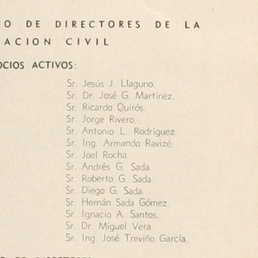 O DE DIRECTORES DE LA
ACION CIVIL
OCIOS ACTIVOS:
Sr. Jesús J. Llaguno.
Sr. Dr. José G. Martínez.
Sr. Ricardo Quirós.
Sr. Jorge Rivero.
Sr. Antonio L. Rodríguez.
Sr. Ing. Armando Ravizé.
Sr. Joel Rocha
Sr. Andrés G. Sada.
Sr. Roberto G. Sada.
Sr. Diego G. Sada.
Sr. Hernán Sada Gómez.
Sr. Ignacio A. Santos.
Sr. Dr. Miguel Vera.
Sr. Ing. José Treviño García.